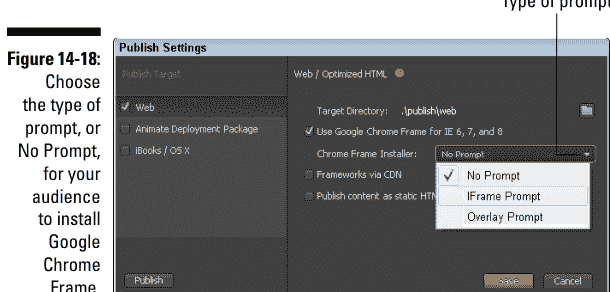 Type of prompt
Figure 14-18:
Choose
the type of
prompt, or
No Prompt,
for your
audience
to install
Google
Chrome
Frame.
Publish Settings
Publish Target
Web
Animate Deployment Package
iBooks / OS X
Publish
Web / Optimized HTML
Target Directory: .\publish\web
Use Google Chrome Frame for IE 6, 7, and 8
Chrome Frame Installer: No Prompt
Frameworks via CDN
Publish content as static HTM
No Prompt
IFrame Prompt
Overlay Prompt
Save
Cancel